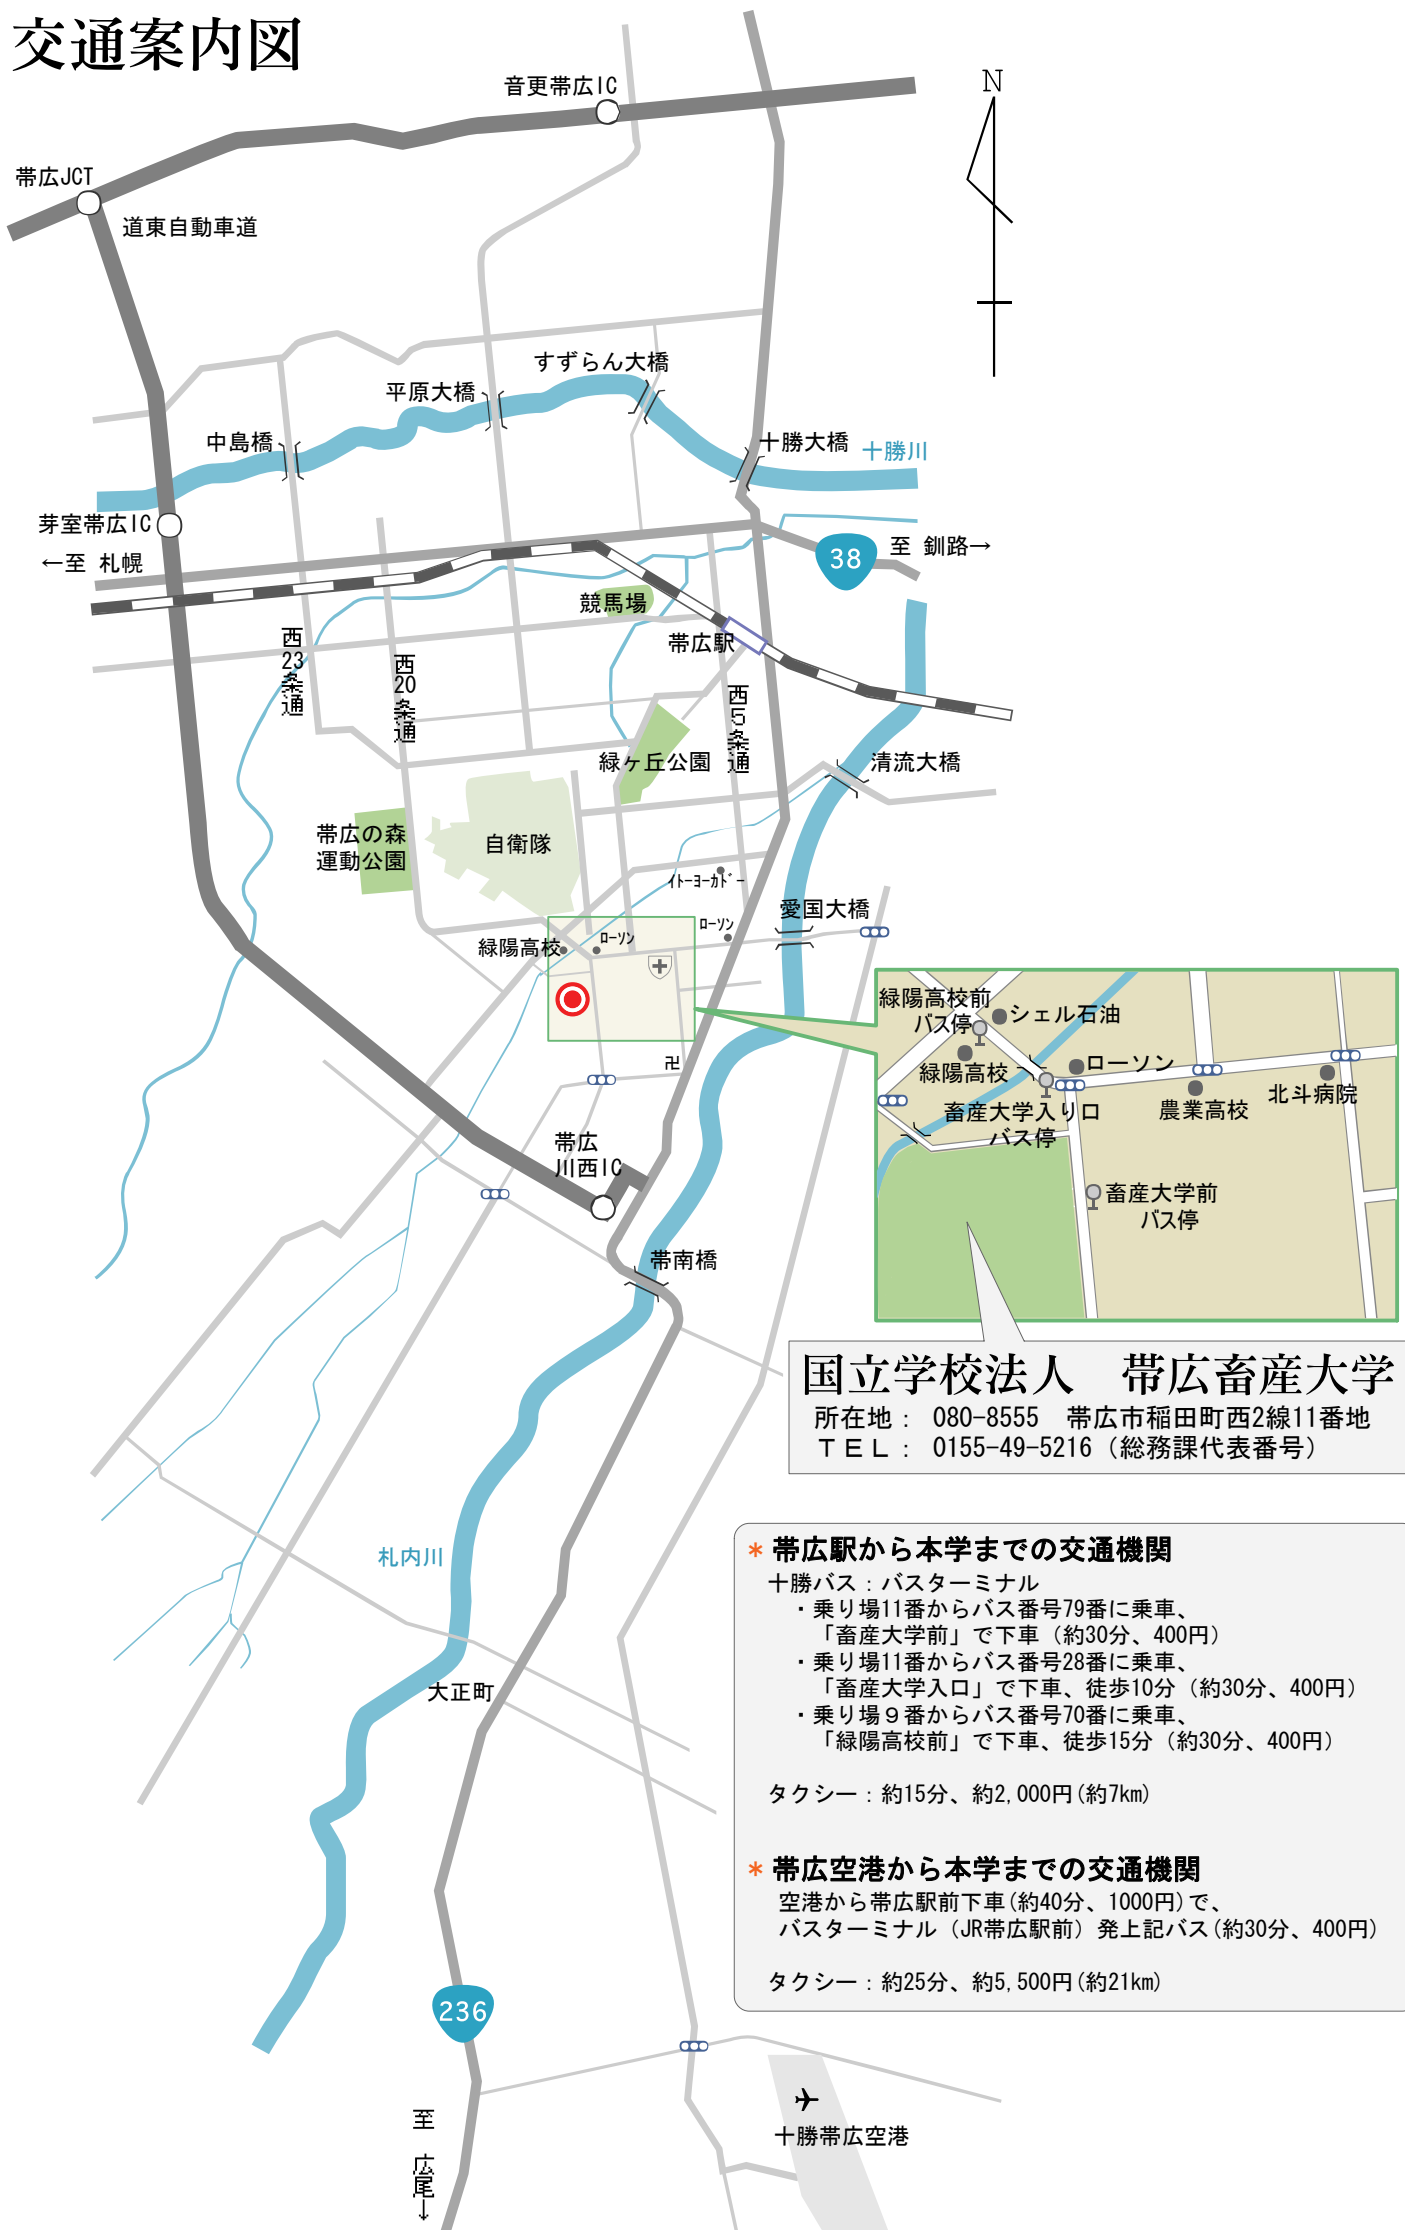 交通案内図
音更帯広IC
N
帯広JCT
道東自動車道
すずらん大橋
平原大橋
中島橋
十勝大橋
十勝川
芽室帯広IC
←至 札幌
38
至 釧路→
競馬場
帯広駅
西23条通
西20条通
西5条通
緑ヶ丘公園
清流大橋
帯広の森
運動公園
自衛隊
イトーヨーカドー
愛国大橋
ローソン
緑陽高校
ローソン
卍
帯広
川西IC
帯南橋
緑陽高校前
バス停
シェル石油
緑陽高校
ローソン
畜産大学入り口
バス停
農業高校
北斗病院
畜産大学前
バス停
国立学校法人　帯広畜産大学
所在地： 080-8555　帯広市稲田町西2線11番地
ＴＥＬ： 0155-49-5216（総務課代表番号）
札内川
大正町
* 帯広駅から本学までの交通機関
十勝バス：バスターミナル
・乗り場11番からバス番号79番に乗車、
「畜産大学前」で下車（約30分、400円）
・乗り場11番からバス番号28番に乗車、
「畜産大学入口」で下車、徒歩10分（約30分、400円）
・乗り場９番からバス番号70番に乗車、
「緑陽高校前」で下車、徒歩15分（約30分、400円）
タクシー：約15分、約2,000円(約7km)
* 帯広空港から本学までの交通機関
空港から帯広駅前下車(約40分、1000円)で、
バスターミナル（JR帯広駅前）発上記バス(約30分、400円)
タクシー：約25分、約5,500円(約21km)
236
至 広尾→
十勝帯広空港